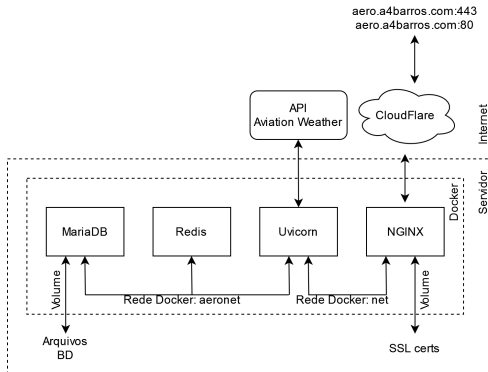 aero.a4barros.com:443
aero.a4barros.com:80
API
Aviation Weather
CloudFlare
Internet
Servidor
Docker
MariaDB
Redis
Uvicorn
NGINX
Volume
Rede Docker: aeronet
Rede Docker: net
Volume
Arquivos
BD
SSL certs